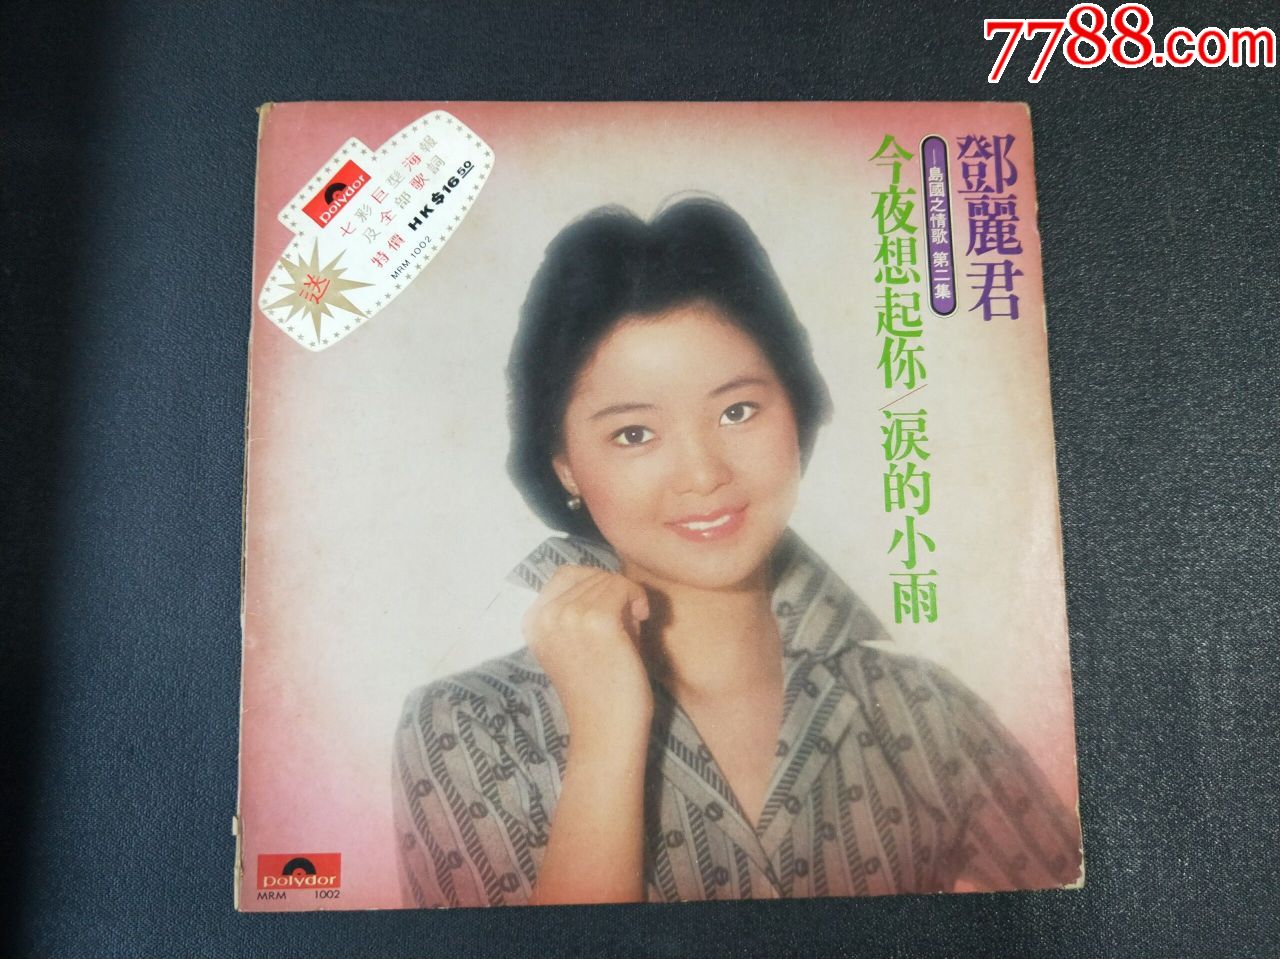 7788.com
鄧麗君
—島國之情歌 第二集
今夜想起你/淚的小雨
polydor
七彩巨型海報
及全部歌詞
特價 HK$16.50
MRM 1002
送
polydor
MRM 1002